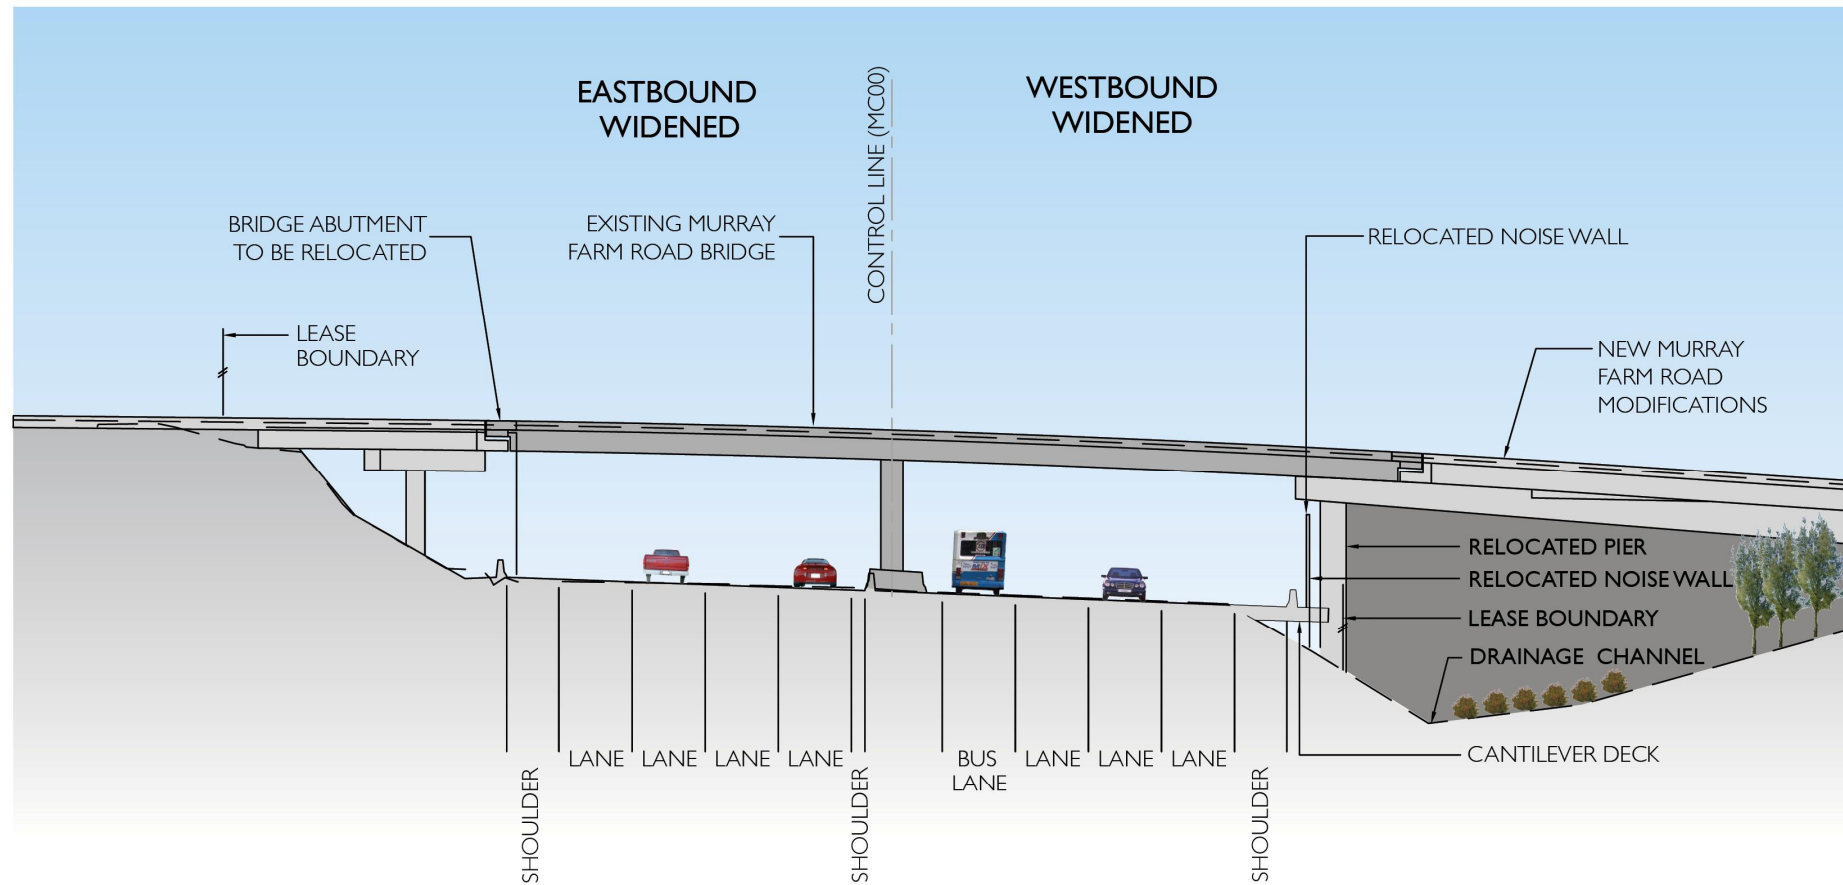 EASTBOUND
WIDENED
CONTROL LINE (MC00)
WESTBOUND
WIDENED
BRIDGE ABUTMENT
TO BE RELOCATED
EXISTING MURRAY
FARM ROAD BRIDGE
RELOCATED NOISE WALL
LEASE
BOUNDARY
NEW MURRAY
FARM ROAD
MODIFICATIONS
RELOCATED PIER
RELOCATED NOISE WALL
LEASE BOUNDARY
DRAINAGE CHANNEL
CANTILEVER DECK
SHOULDER
LANE
LANE
LANE
LANE
SHOULDER
BUS
LANE
LANE
LANE
LANE
SHOULDER